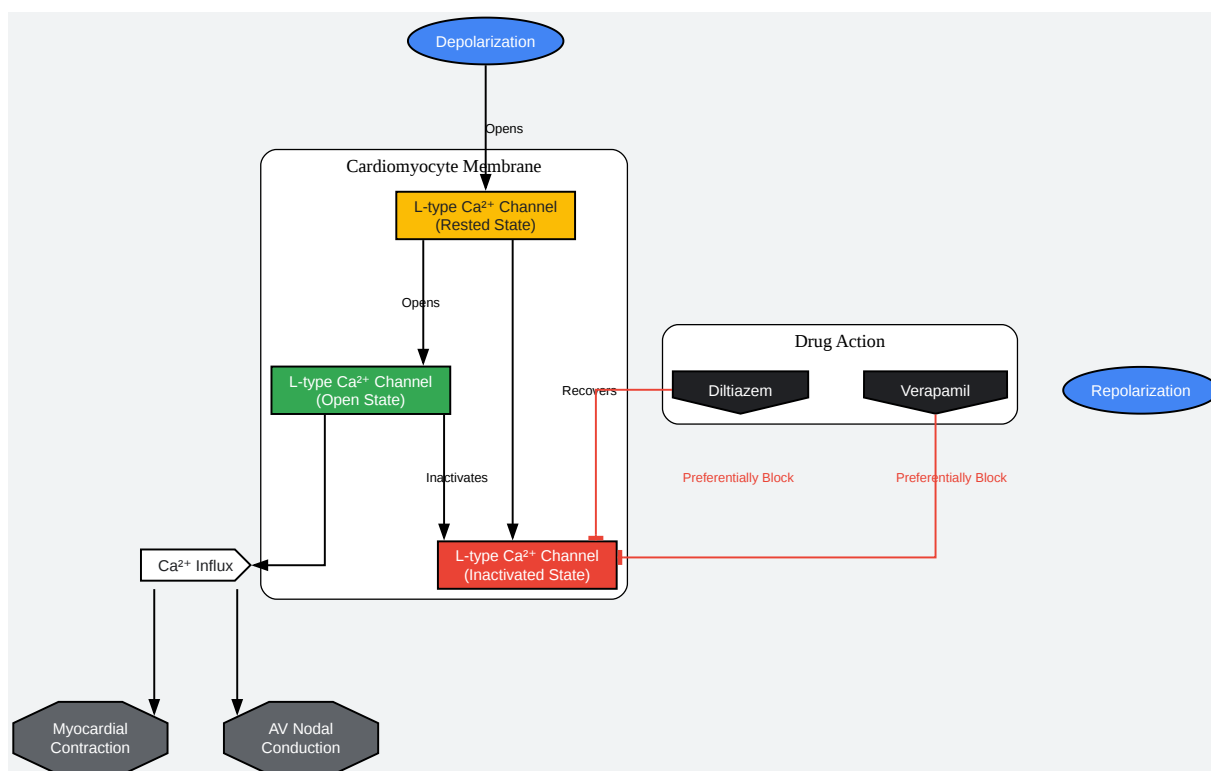 Depolarization
Opens
Cardiomyocyte Membrane
L-type Ca²⁺ Channel
(Rested State)
Opens
Drug Action
L-type Ca²⁺ Channel
(Open State)
Recovers
Diltiazem
Verapamil
Repolarization
Inactivates
Preferentially Block
Preferentially Block
L-type Ca²⁺ Channel
(Inactivated State)
Ca²⁺ Influx
Myocardial
Contraction
AV Nodal
Conduction